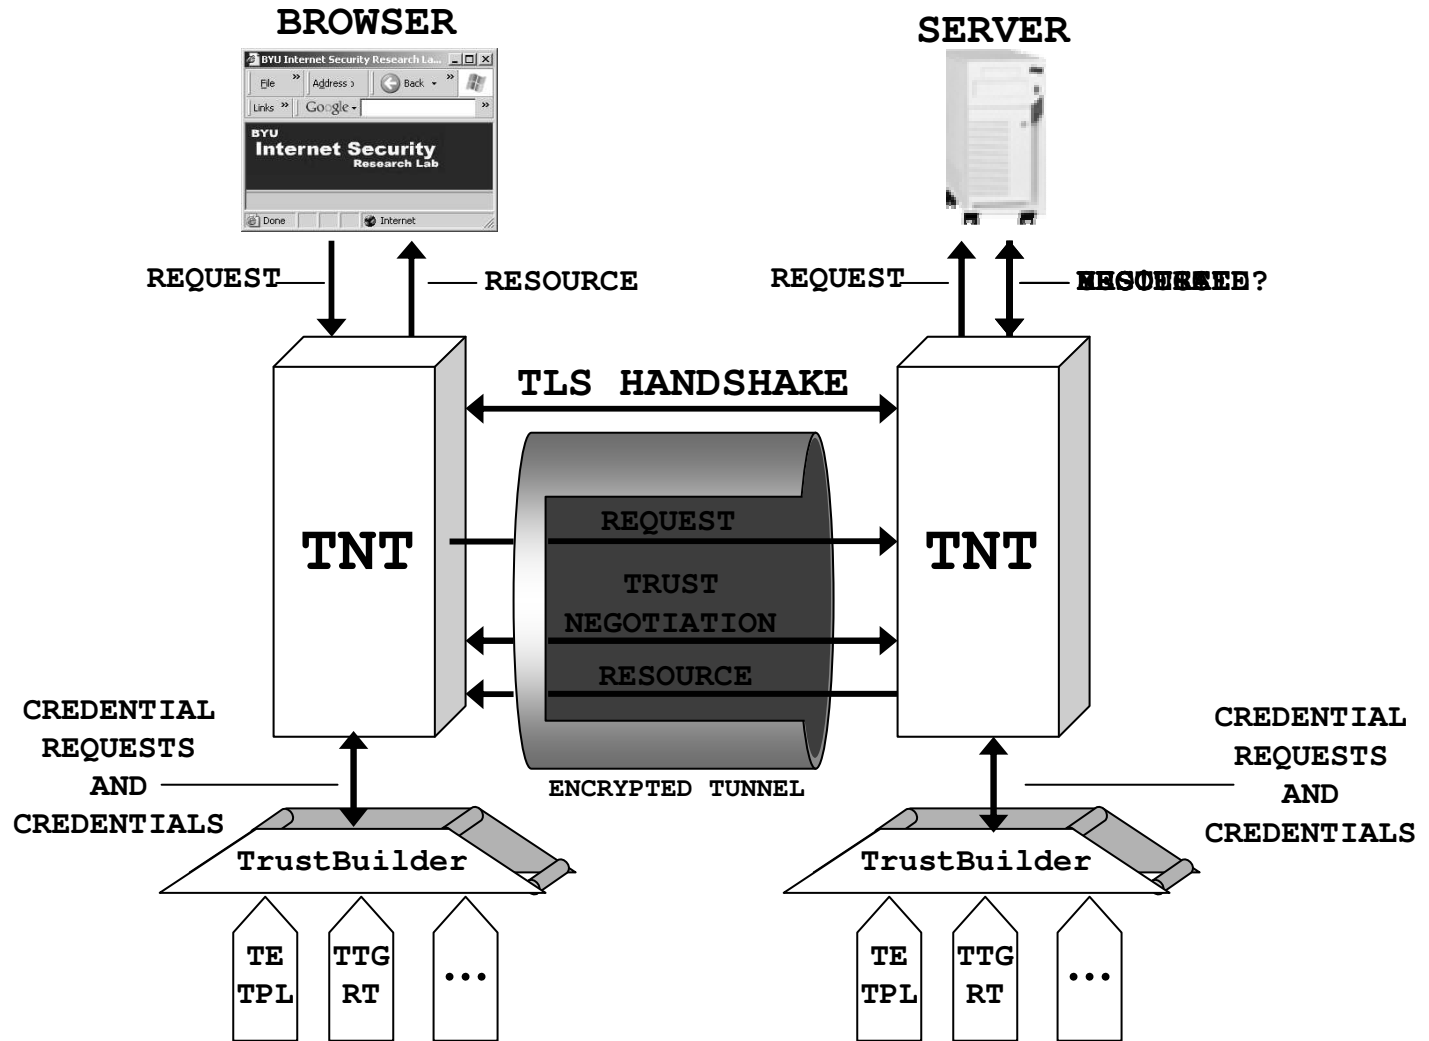 BROWSER
SERVER
BYU Internet Security Research La...
File
Address
Back
Links
Google
BYU
Internet Security
Research Lab
Done
Internet
REQUEST
RESOURCE
REQUEST
TLS HANDSHAKE
TNT
TNT
REQUEST
TRUST
NEGOTIATION
RESOURCE
ENCRYPTED TUNNEL
CREDENTIAL
REQUESTS
AND
CREDENTIALS
CREDENTIAL
REQUESTS
AND
CREDENTIALS
TrustBuilder
TrustBuilder
TE
TPL
TTG
RT
...
TE
TPL
TTG
RT
...